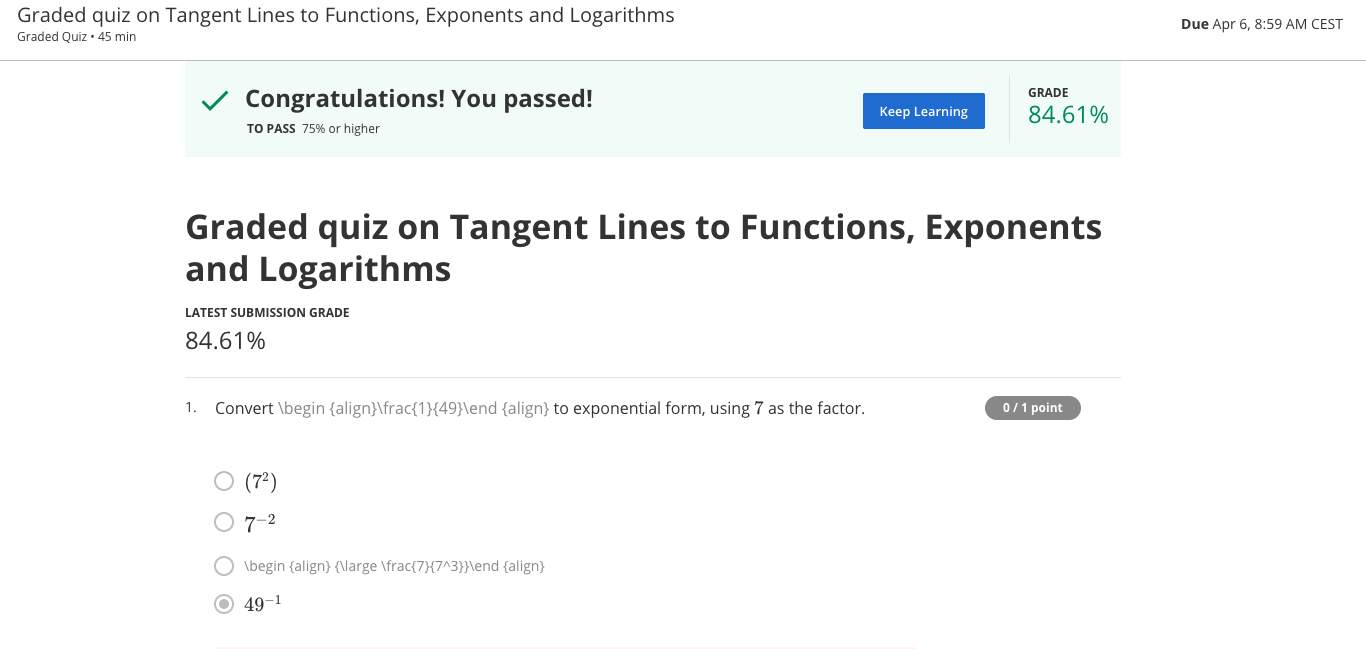 Graded quiz on Tangent Lines to Functions, Exponents and Logarithms
Graded Quiz • 45 min
Due Apr 6, 8:59 AM CEST
Congratulations! You passed!
TO PASS 75% or higher
Keep Learning
GRADE
84.61%
Graded quiz on Tangent Lines to Functions, Exponents
and Logarithms
LATEST SUBMISSION GRADE
84.61%
1. Convert \begin {align}\frac{1}{49}\end {align} to exponential form, using 7 as the factor.
0 / 1 point
(7²)
7⁻²
\begin {align} {\large \frac{7}{7^3}}\end {align}
49⁻¹